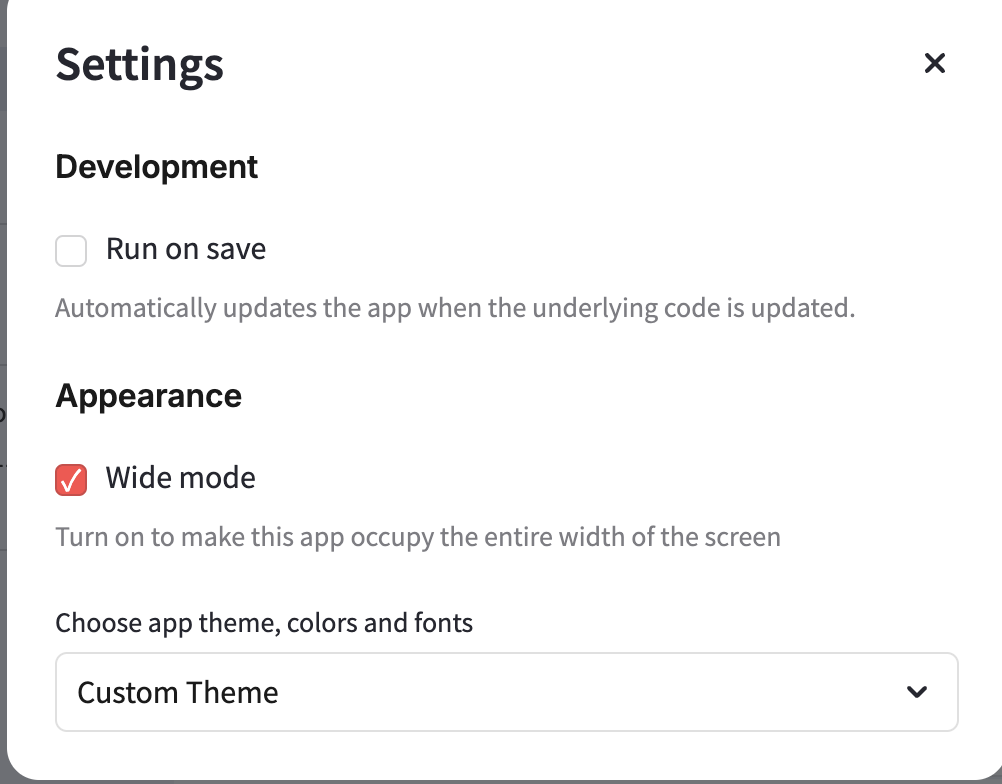 Settings
Development
Run on save
Automatically updates the app when the underlying code is updated.
Appearance
Wide mode
Turn on to make this app occupy the entire width of the screen
Choose app theme, colors and fonts
Custom Theme